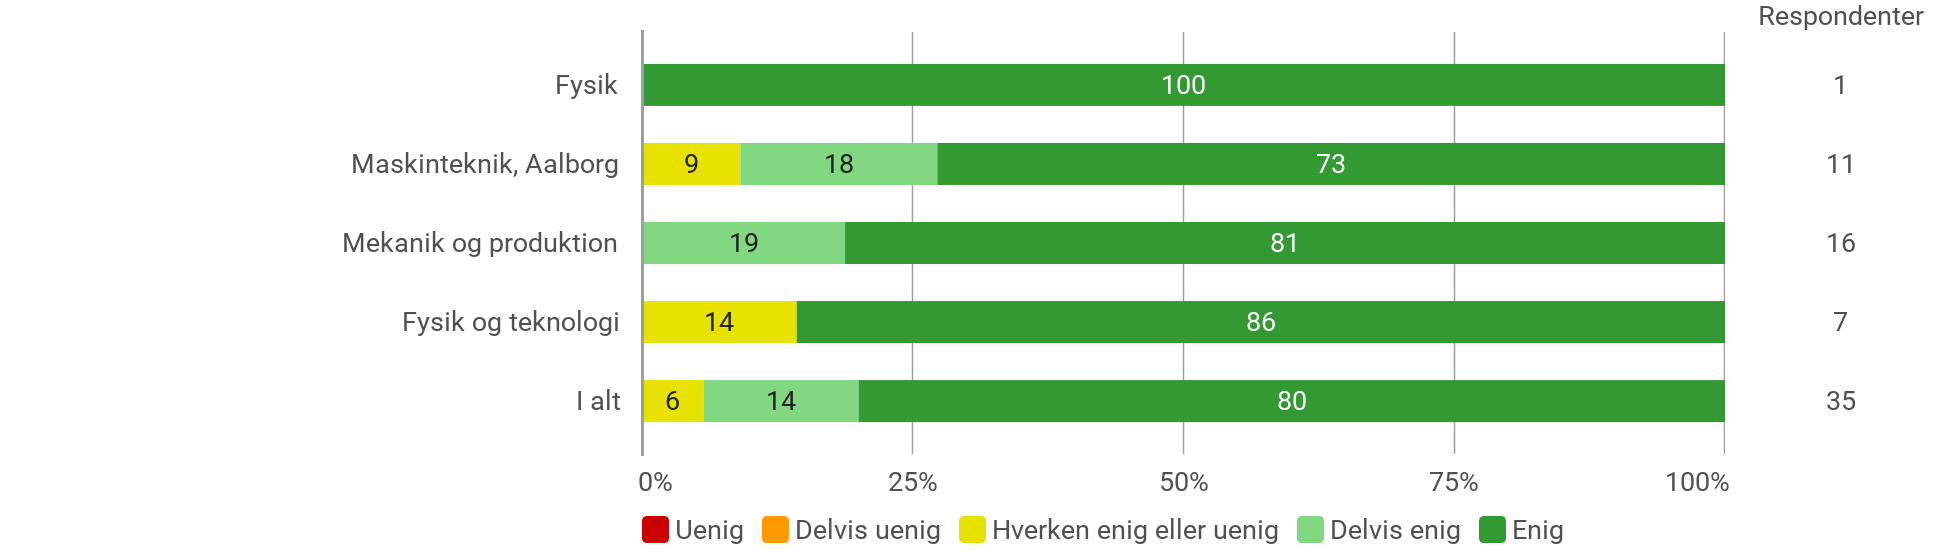 Respondenter
Fysik 100 1
Maskinteknik, Aalborg 9 18 73 11
Mekanik og produktion 19 81 16
Fysik og teknologi 14 86 7
I alt 6 14 80 35
0% 25% 50% 75% 100%
Uenig Delvis uenig Hverken enig eller uenig Delvis enig Enig